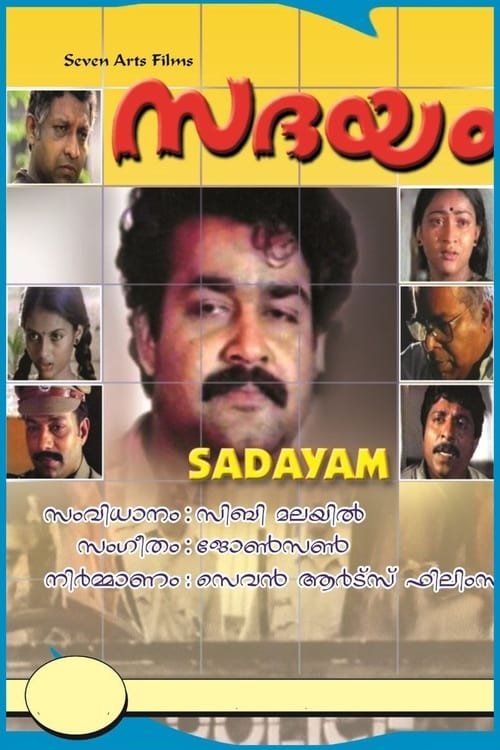 Seven Arts Films
സദയം
SADAYAM
സംവിധാനം : സിബി മലയിൽ
സംഗീതം : ജോൺസൺ
നിർമ്മാണം : സെവൻ ആർട്സ് ഫിലിംസ്